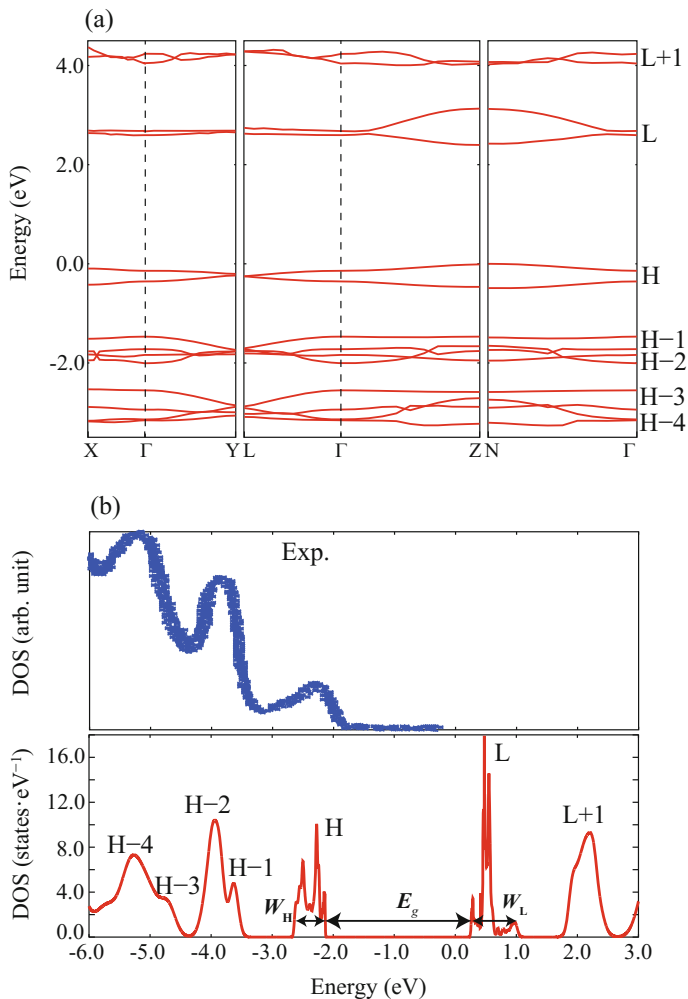 (a)
4.0
2.0
0.0
-2.0
Energy (eV)
L+1
L
H
H−1
H−2
H−3
H−4
X Γ Y L Γ Z N Γ
(b)
Exp.
DOS (arb. unit)
16.0
12.0
8.0
4.0
0.0
DOS (states·eV⁻¹)
H−4
H−3
H−2
H−1
H
L
L+1
W_H
E_g
W_L
-6.0 -5.0 -4.0 -3.0 -2.0 -1.0 0.0 1.0 2.0 3.0
Energy (eV)